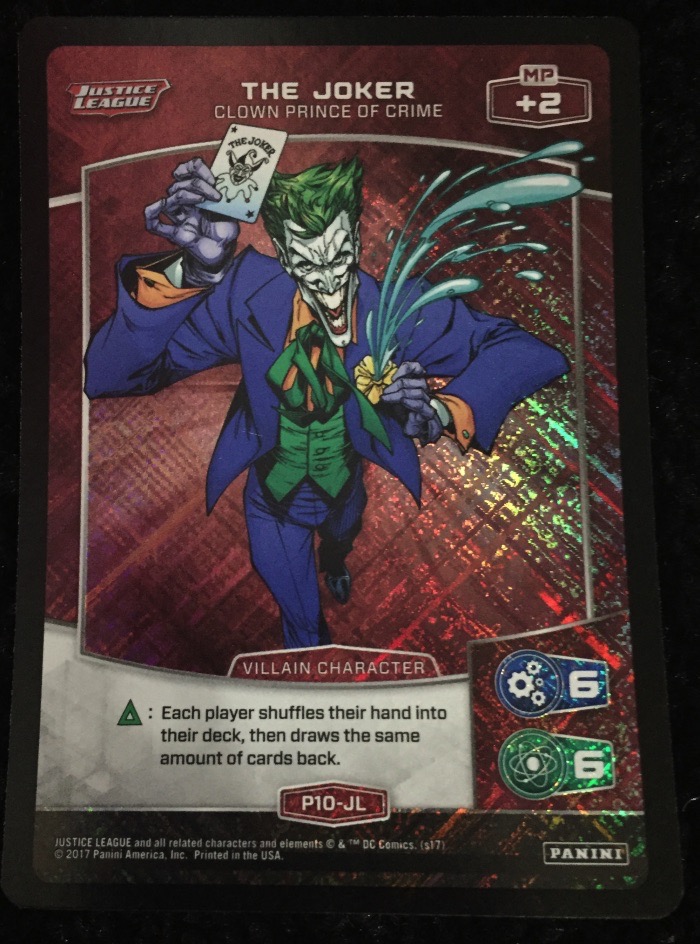 JUSTICE
LEAGUE
THE JOKER
CLOWN PRINCE OF CRIME
MP
+2
THE JOKER
VILLAIN CHARACTER
6
: Each player shuffles their hand into
their deck, then draws the same
amount of cards back.
6
P10-JL
JUSTICE LEAGUE and all related characters and elements © & ™ DC Comics. (s17)
© 2017 Panini America, Inc. Printed in the USA.
PANINI